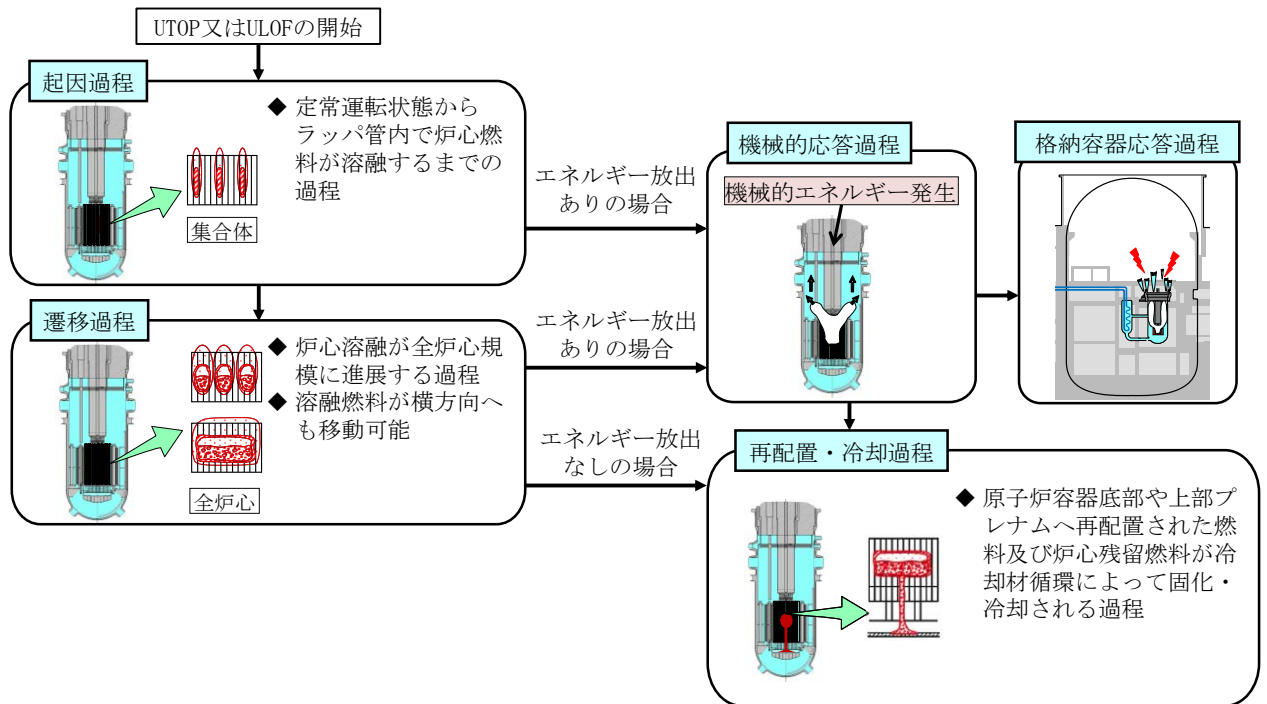 UTOP又はULOFの開始
起因過程
◆ 定常運転状態から
ラッパ管内で炉心燃
料が溶融するまでの
過程
集合体
エネルギー放出
ありの場合
機械的応答過程
機械的エネルギー発生
格納容器応答過程
遷移過程
◆ 炉心溶融が全炉心規
模に進展する過程
◆ 溶融燃料が横方向へ
も移動可能
全炉心
エネルギー放出
ありの場合
エネルギー放出
なしの場合
再配置・冷却過程
◆ 原子炉容器底部や上部プ
レナムへ再配置された燃
料及び炉心残留燃料が冷
却材循環によって固化・
冷却される過程